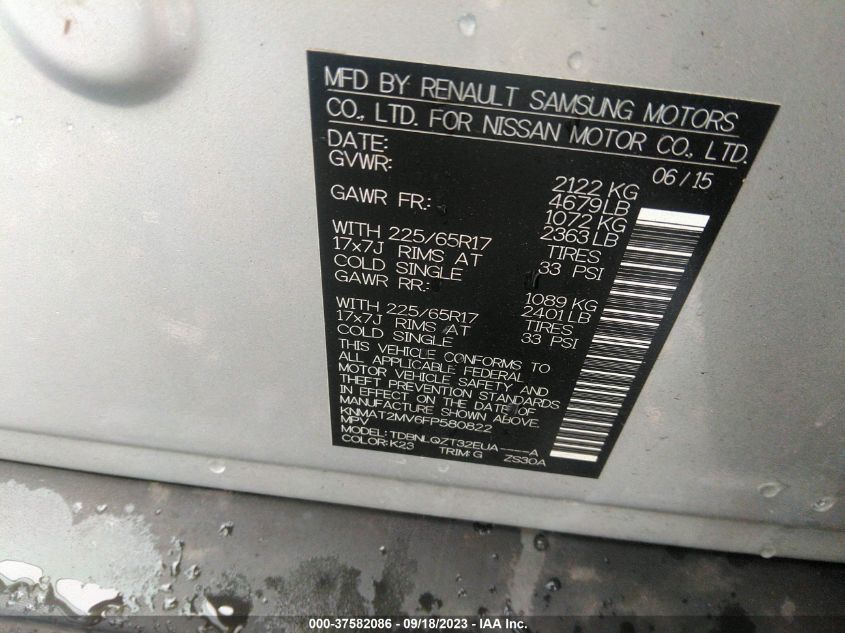 MFD BY RENAULT SAMSUNG MOTORS
CO., LTD. FOR NISSAN MOTOR CO., LTD.
DATE: 06/15
GVWR: 2122 KG
4679 LB
GAWR FR.: 1072 KG
2363 LB
WITH 225/65R17 TIRES
17x7J RIMS AT 33 PSI
COLD SINGLE
GAWR RR.: 1089 KG
2401 LB
WITH 225/65R17 TIRES
17x7J RIMS AT 33 PSI
COLD SINGLE
THIS VEHICLE CONFORMS TO
ALL APPLICABLE FEDERAL
MOTOR VEHICLE SAFETY AND
THEFT PREVENTION STANDARDS
IN EFFECT ON THE DATE OF
MANUFACTURE SHOWN ABOVE.
KNMAT2MV6FP580822
MPV
MODEL: TDBNLQZT32EUA----A
COLOR: K23 TRIM: G ZS30A
000-37582086 - 09/18/2023 - IAA Inc.